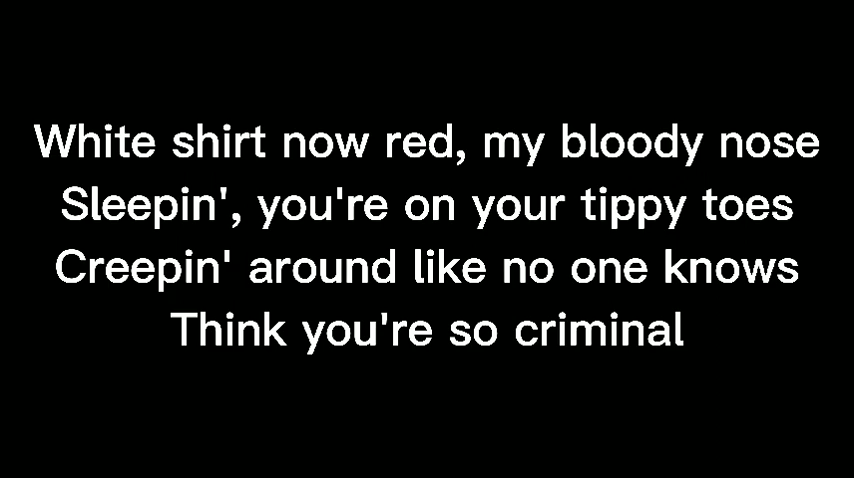 White shirt now red, my bloody nose
Sleepin', you're on your tippy toes
Creepin' around like no one knows
Think you're so criminal